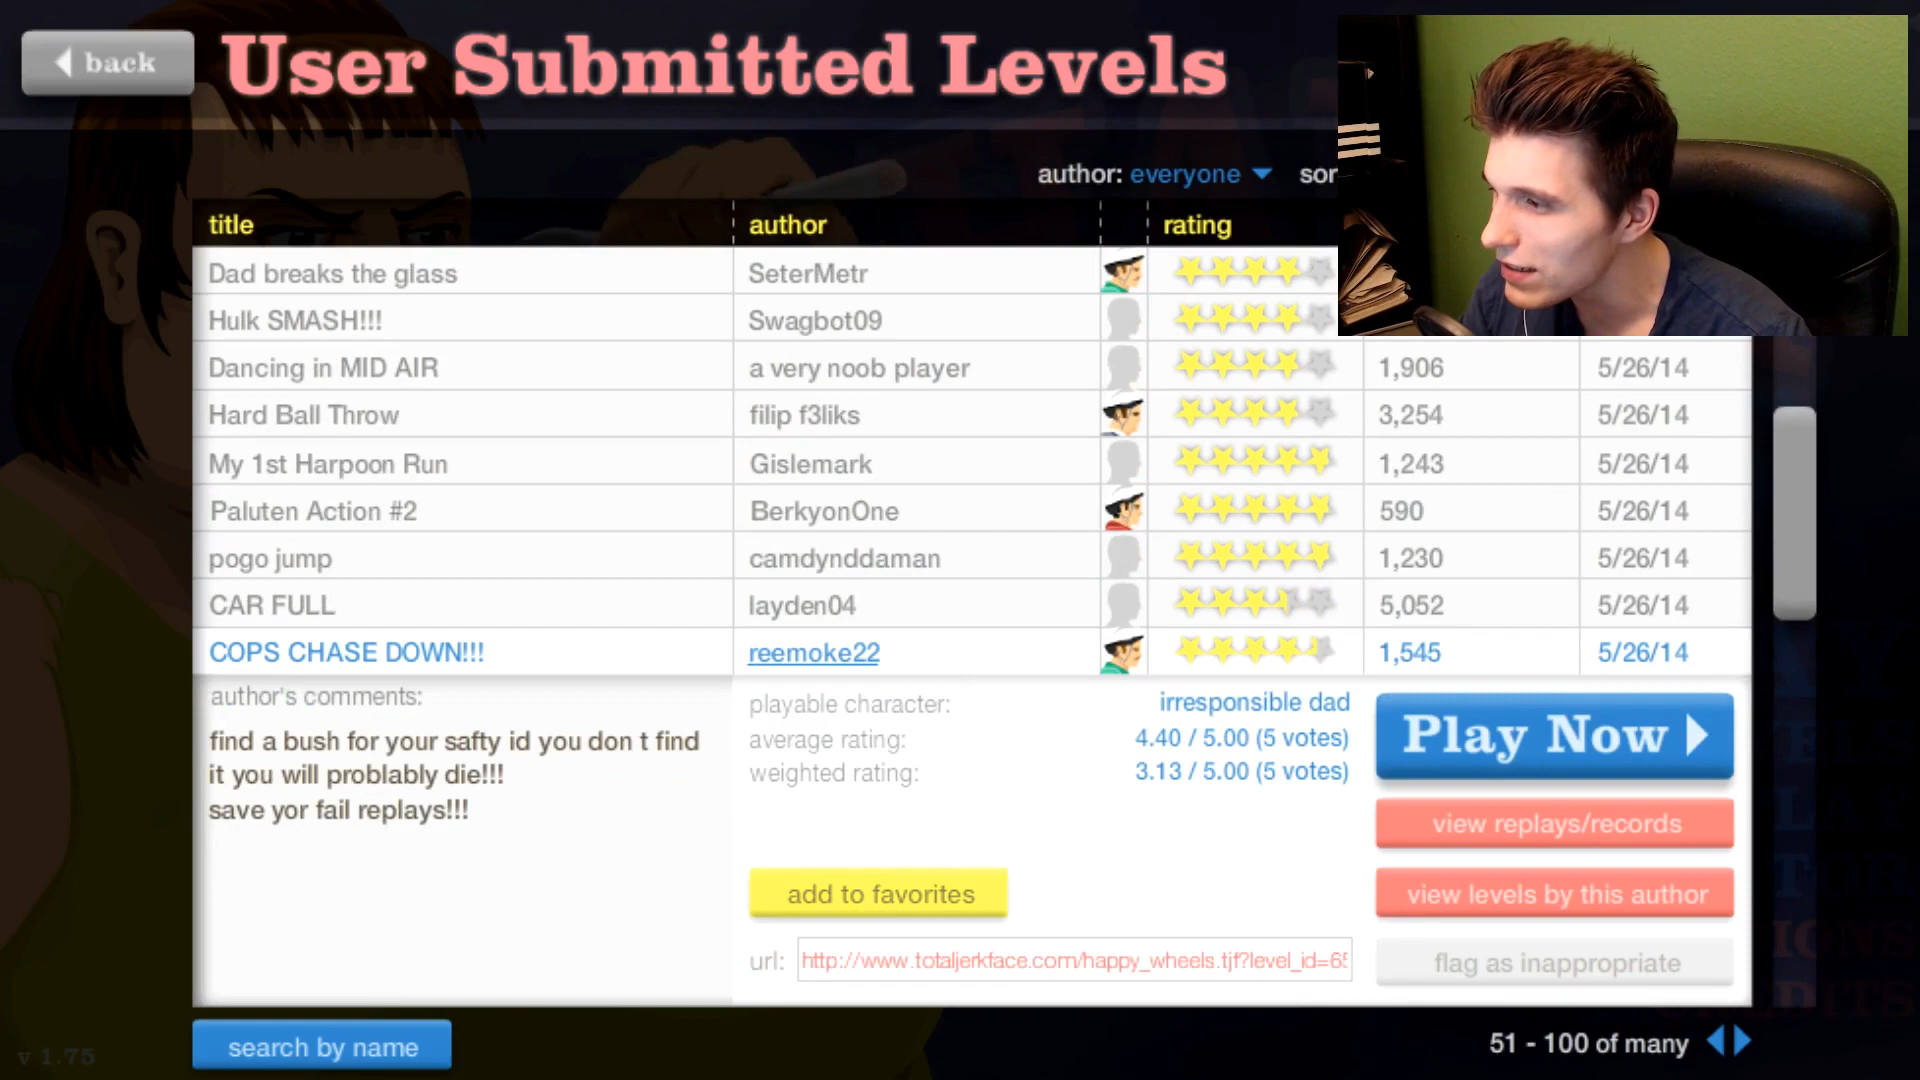 back
User Submitted Levels
author: everyone
title author rating
Dad breaks the glass SeterMetr
Hulk SMASH!!! Swagbot09
Dancing in MID AIR a very noob player 1,906 5/26/14
Hard Ball Throw filip f3liks 3,254 5/26/14
My 1st Harpoon Run Gislemark 1,243 5/26/14
Paluten Action #2 BerkyonOne 590 5/26/14
pogo jump camdynddaman 1,230 5/26/14
CAR FULL layden04 5,052 5/26/14
COPS CHASE DOWN!!! reemoke22 1,545 5/26/14
author's comments:
find a bush for your safty id you don t find
it you will problably die!!!
save yor fail replays!!!
playable character: irresponsible dad
average rating: 4.40 / 5.00 (5 votes)
weighted rating: 3.13 / 5.00 (5 votes)
add to favorites
url: http://www.totaljerkface.com/happy_wheels.tjf?level_id=6
Play Now
view replays/records
view levels by this author
flag as inappropriate
search by name
51 - 100 of many
v 1.75